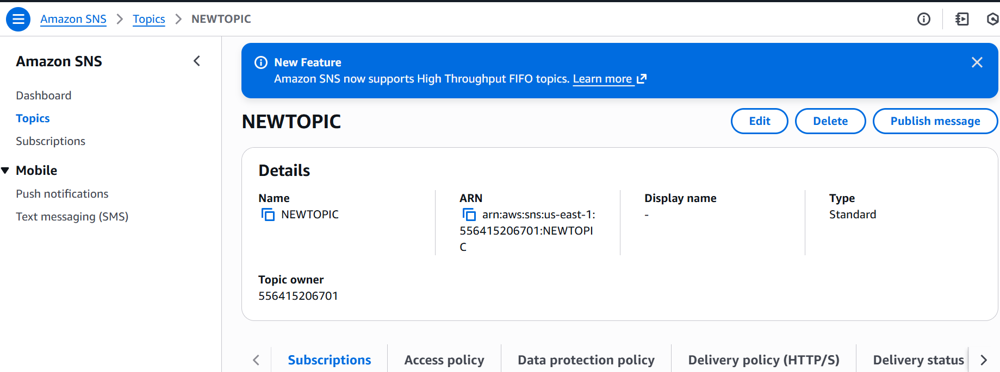 Amazon SNS > Topics > NEWTOPIC
Amazon SNS
Dashboard
Topics
Subscriptions
Mobile
Push notifications
Text messaging (SMS)
New Feature
Amazon SNS now supports High Throughput FIFO topics. Learn more
NEWTOPIC
Edit
Delete
Publish message
Details
Name
NEWTOPIC
ARN
arn:aws:sns:us-east-1:
556415206701:NEWTOPI
C
Display name
-
Type
Standard
Topic owner
556415206701
Subscriptions
Access policy
Data protection policy
Delivery policy (HTTP/S)
Delivery status